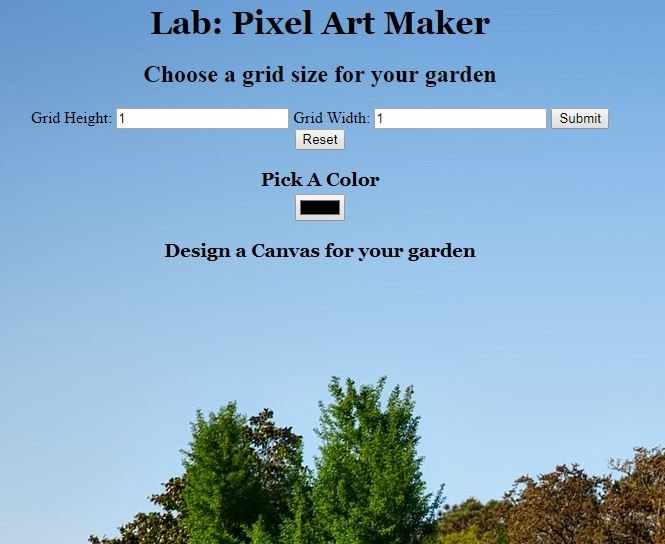 Lab: Pixel Art Maker
Choose a grid size for your garden
Grid Height: 1 Grid Width: 1 Submit
Reset
Pick A Color
Design a Canvas for your garden